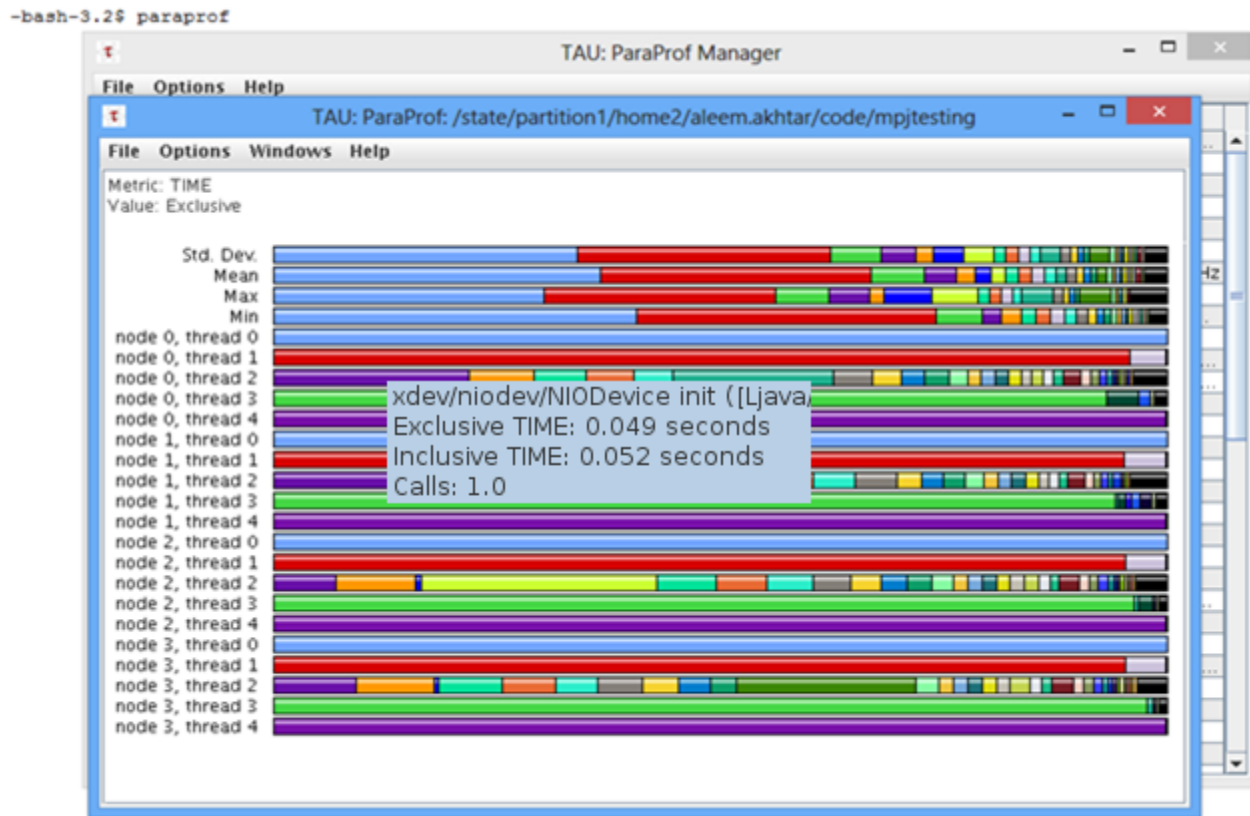 -bash-3.2$ paraprof
TAU: ParaProf Manager
File Options Help
TAU: ParaProf: /state/partition1/home2/aleem.akhtar/code/mpjtesting
File Options Windows Help
Metric: TIME
Value: Exclusive
Std. Dev.
Mean
Hz
Max
Min
node 0, thread 0
node 0, thread 1
node 0, thread 2
node 0, thread 3
node 0, thread 4
node 1, thread 0
node 1, thread 1
node 1, thread 2
node 1, thread 3
node 1, thread 4
node 2, thread 0
node 2, thread 1
node 2, thread 2
node 2, thread 3
node 2, thread 4
node 3, thread 0
node 3, thread 1
node 3, thread 2
node 3, thread 3
node 3, thread 4
xdev/niodev/NIODevice init ([Ljava/
Exclusive TIME: 0.049 seconds
Inclusive TIME: 0.052 seconds
Calls: 1.0